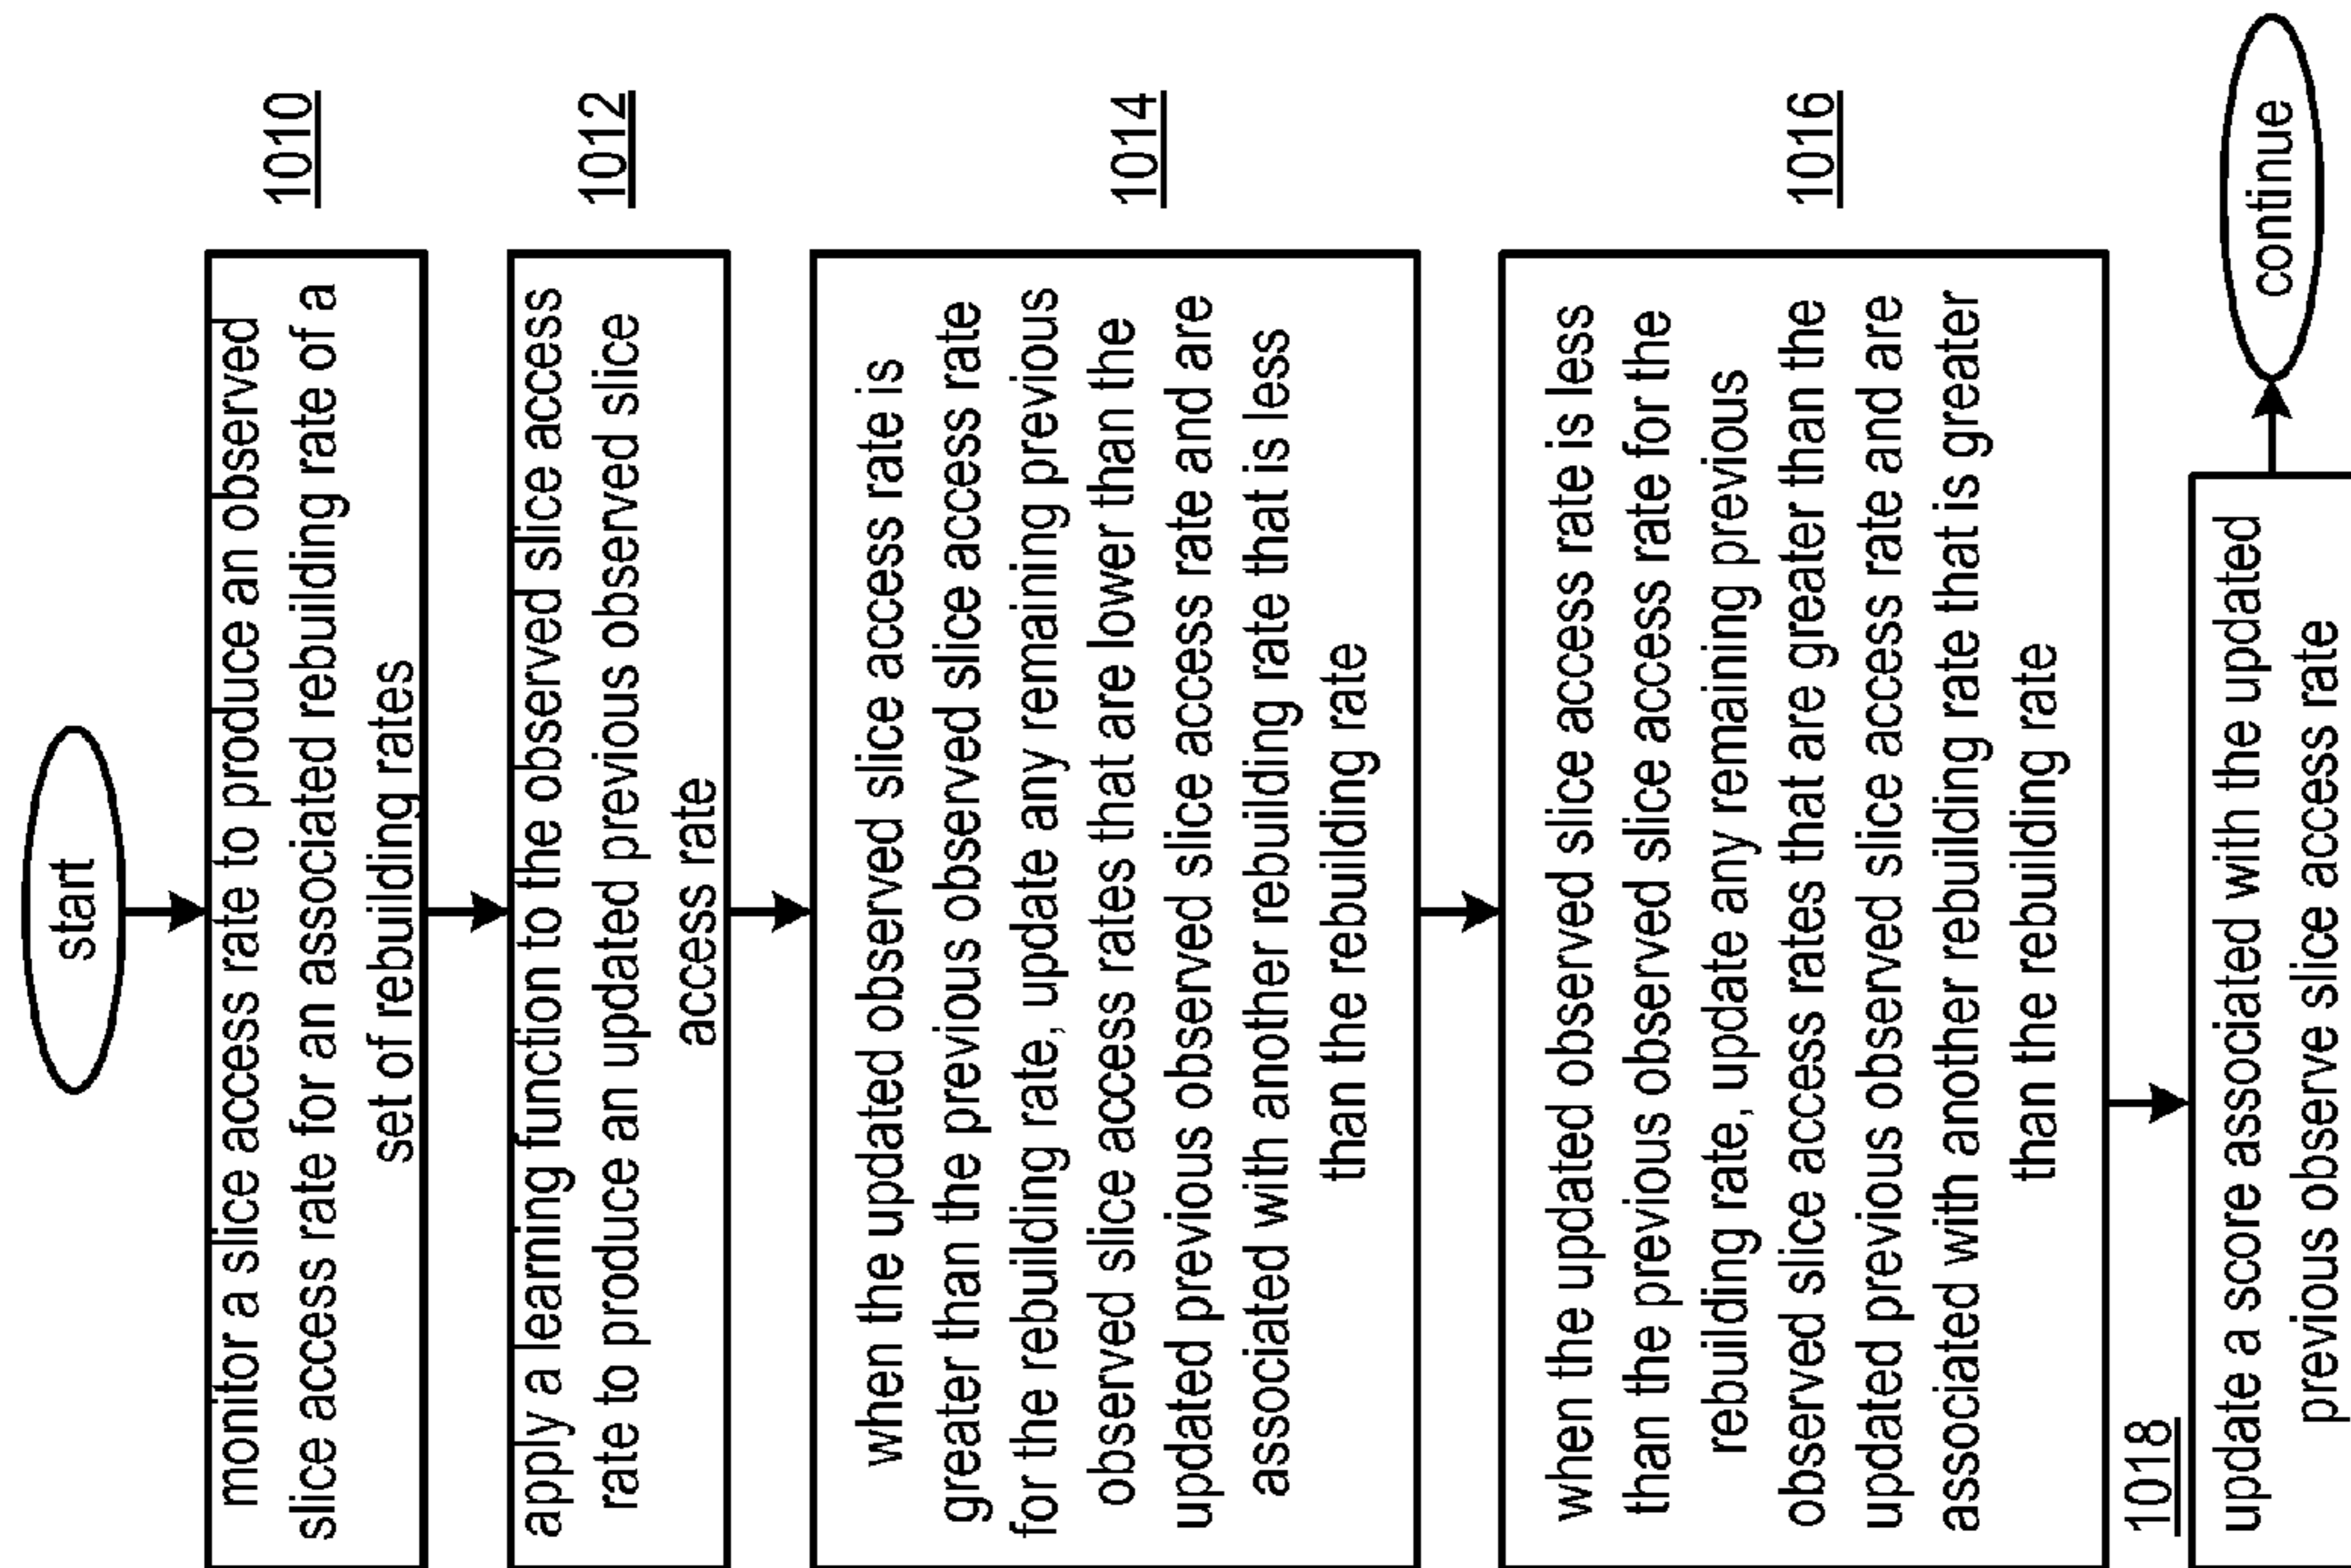 start
1010
monitor a slice access rate to produce an observed
slice access rate for an associated rebuilding rate of a
set of rebuilding rates
1012
apply a learning function to the observed slice access
rate to produce an updated previous observed slice
access rate
1014
when the updated observed slice access rate is
greater than the previous observed slice access rate
for the rebuilding rate, update any remaining previous
observed slice access rates that are lower than the
updated previous observed slice access rate and are
associated with another rebuilding rate that is less
than the rebuilding rate
1016
when the updated observed slice access rate is less
than the previous observed slice access rate for the
rebuilding rate, update any remaining previous
observed slice access rates that are greater than the
updated previous observed slice access rate and are
associated with another rebuilding rate that is greater
than the rebuilding rate
1018
update a score associated with the updated
previous observe slice access rate
continue